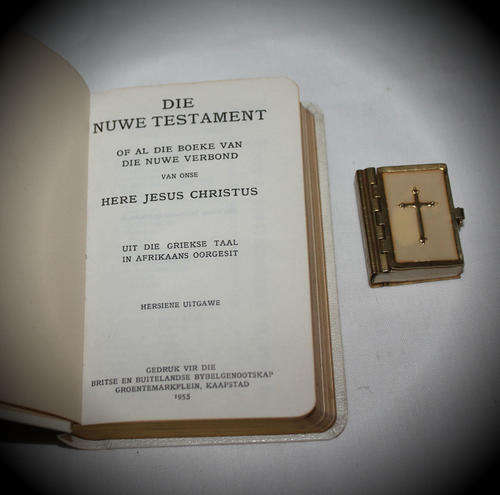 DIE
NUWE TESTAMENT
OF AL DIE BOEKE VAN
DIE NUWE VERBOND
VAN ONSE
HERE JESUS CHRISTUS
UIT DIE GRIEKSE TAAL
IN AFRIKAANS OORGESIT
HERSIENE UITGAWE
GEDRUK VIR DIE
BRITSE EN BUITELANDSE BYBELGENOOTSKAP
GROENTEMARKPLEIN, KAAPSTAD
1953